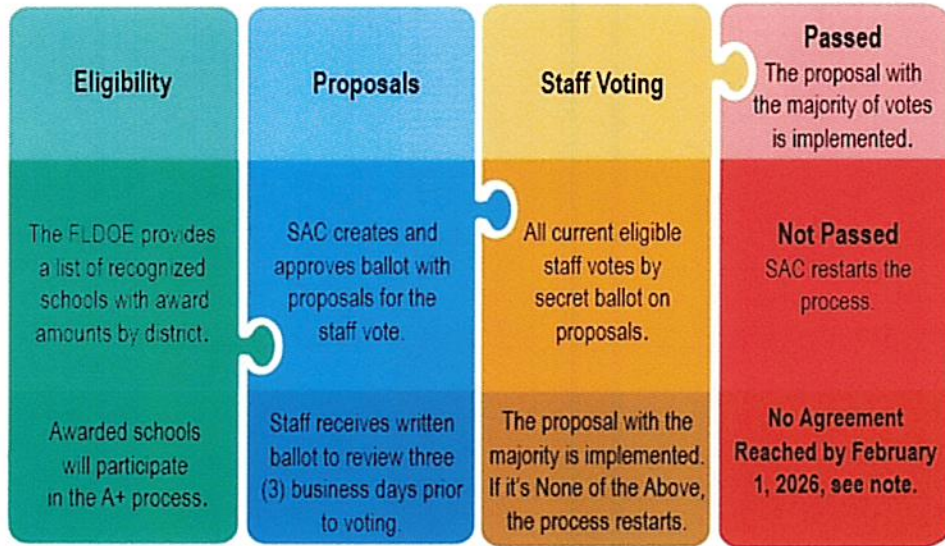 Eligibility
The FLDOE provides
a list of recognized
schools with award
amounts by district.
Awarded schools
will participate
in the A+ process.
Proposals
SAC creates and
approves ballot with
proposals for the
staff vote.
Staff receives written
ballot to review three
(3) business days prior
to voting.
Staff Voting
All current eligible
staff votes by
secret ballot on
proposals.
The proposal with the
majority is implemented.
If it's None of the Above,
the process restarts.
Passed
The proposal with
the majority of votes
is implemented.
Not Passed
SAC restarts the
process.
No Agreement
Reached by February
1, 2026, see note.